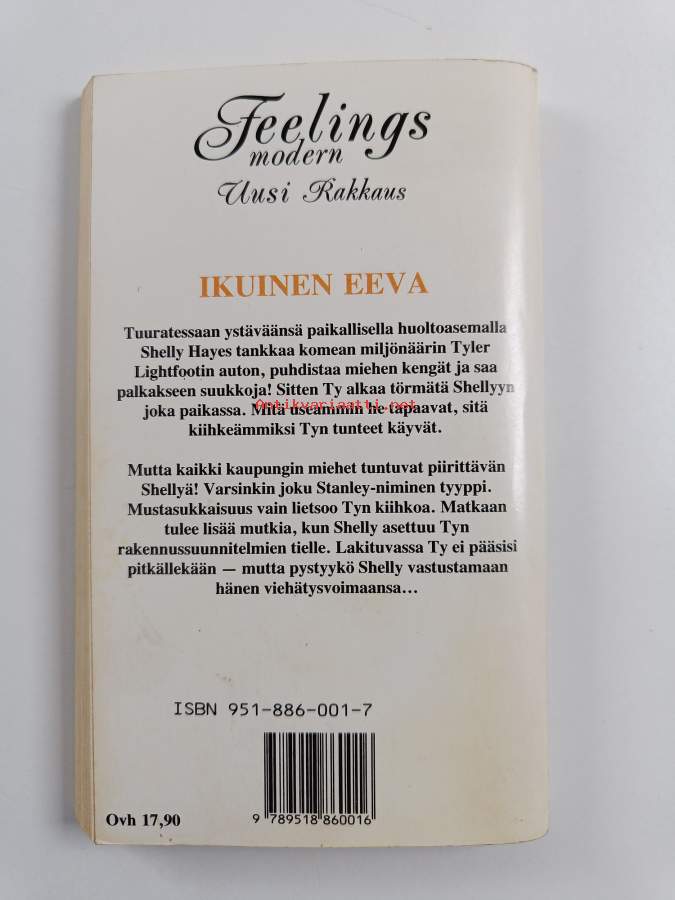 Feelings
modern
Uusi Rakkaus
IKUINEN EEVA
Tuuratessaan ystäväänsä paikallisella huoltoasemalla
Shelly Hayes tankkaa komean miljönäärin Tyler
Lightfootin auton, puhdistaa miehen kengät ja saa
palkakseen suukkoja! Sitten Ty alkaa törmätä Shellyyn
joka paikassa. Mitä useammin he tapaavat, sitä
Antikvariaatti.net
kiihkeämmiksi Tyn tunteet käyvät.
Mutta kaikki kaupungin miehet tuntuvat piirittävän
Shellyä! Varsinkin joku Stanley-niminen tyyppi.
Mustasukkaisuus vain lietsoo Tyn kiihkoa. Matkaan
tulee lisää mutkia, kun Shelly asettuu Tyn
rakennussuunnitelmien tielle. Lakituvassa Ty ei pääsisi
pitkällekään — mutta pystyykö Shelly vastustamaan
hänen viehätysvoimaansa...
ISBN 951-886-001-7
Ovh 17,90
9 789518 860016